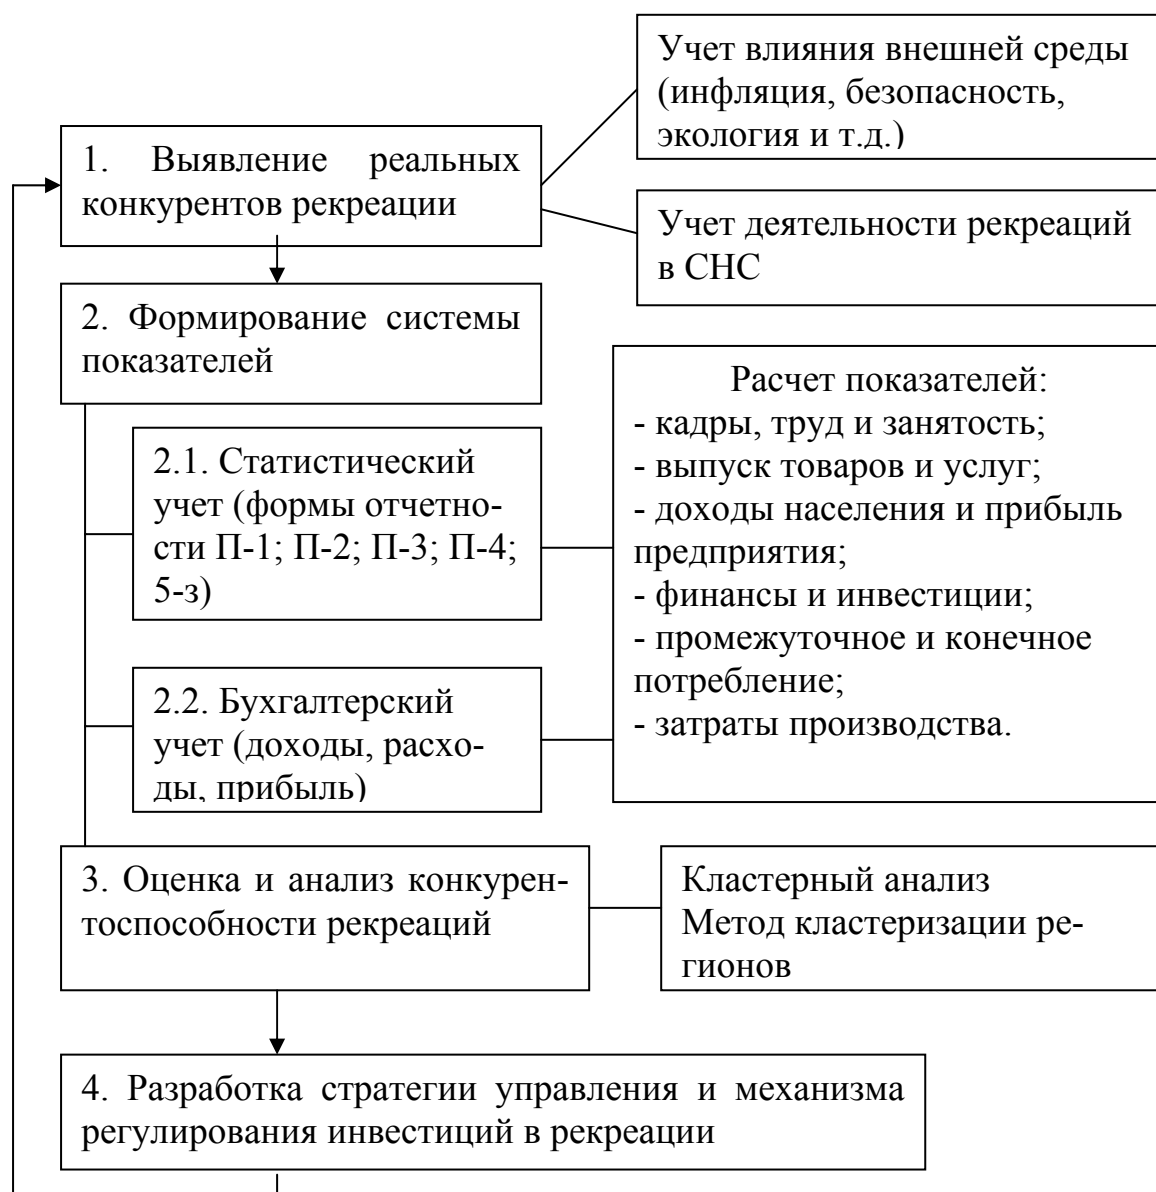 Учет влияния внешней среды
(инфляция, безопасность,
экология и т.д.)
1. Выявление реальных
конкурентов рекреации
Учет деятельности рекреаций
в СНС
2. Формирование системы
показателей
Расчет показателей:
- кадры, труд и занятость;
- выпуск товаров и услуг;
- доходы населения и прибыль
предприятия;
- финансы и инвестиции;
- промежуточное и конечное
потребление;
- затраты производства.
2.1. Статистический
учет (формы отчетно-
сти П-1; П-2; П-3; П-4;
5-з)
2.2. Бухгалтерский
учет (доходы, расхо-
ды, прибыль)
3. Оценка и анализ конкурен-
тоспособности рекреаций
Кластерный анализ
Метод кластеризации ре-
гионов
4. Разработка стратегии управления и механизма
регулирования инвестиций в рекреации